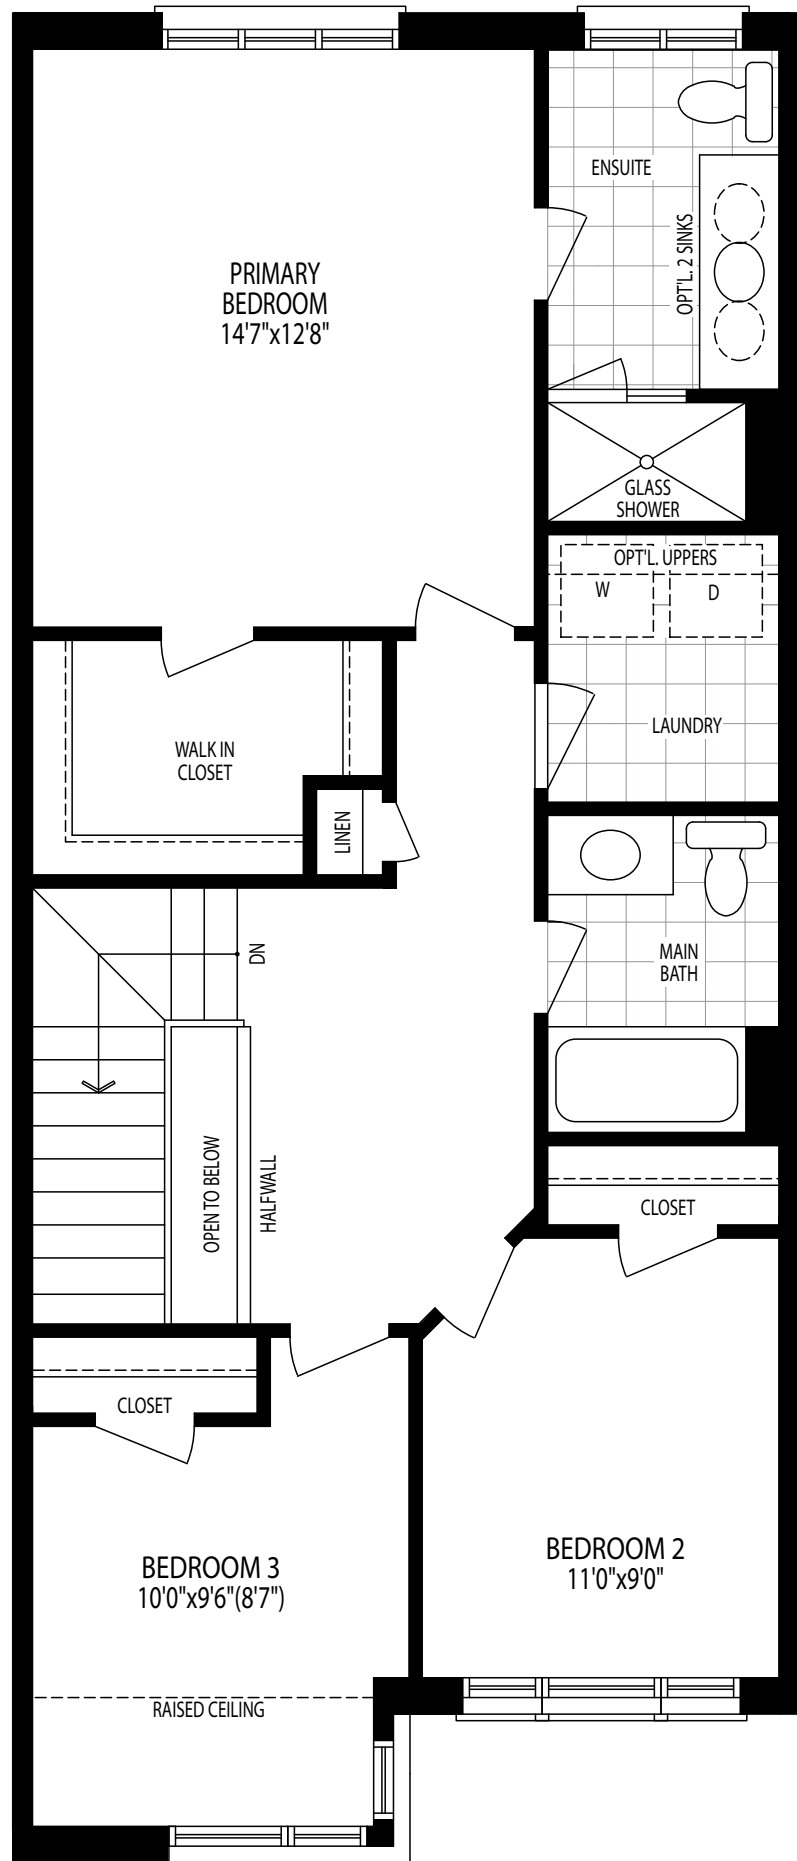 ENSUITE
OPT'L. 2 SINKS
PRIMARY
BEDROOM
14'7"x12'8"
GLASS
SHOWER
OPT'L. UPPERS
W
D
LAUNDRY
WALK IN
CLOSET
LINEN
DN
MAIN
BATH
OPEN TO BELOW
HALFWALL
CLOSET
CLOSET
BEDROOM 3
10'0"x9'6"(8'7")
BEDROOM 2
11'0"x9'0"
RAISED CEILING